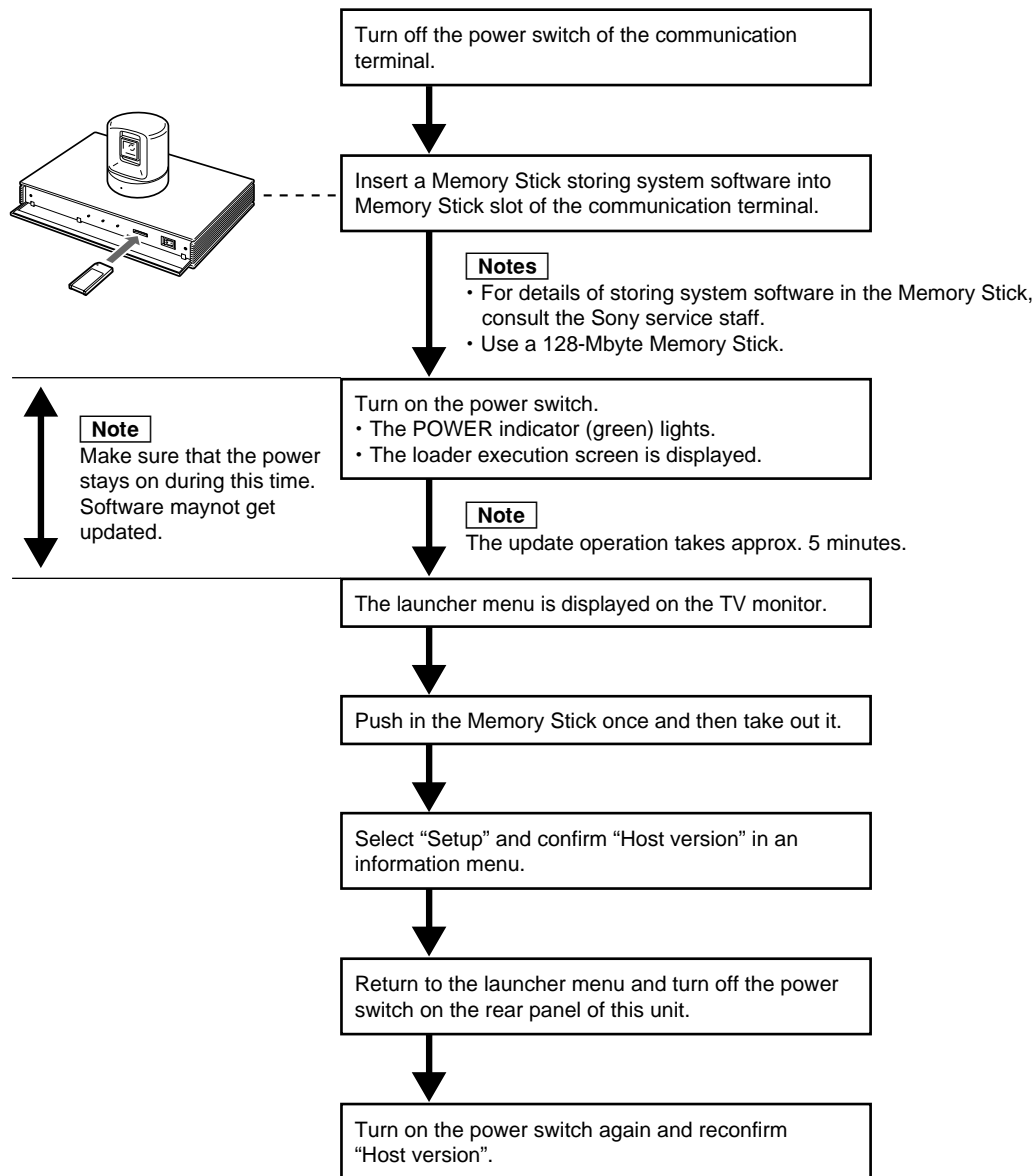 Turn off the power switch of the communication
terminal.
Insert a Memory Stick storing system software into
Memory Stick slot of the communication terminal.
Notes
・For details of storing system software in the Memory Stick,
consult the Sony service staff.
・Use a 128-Mbyte Memory Stick.
Note
Make sure that the power
stays on during this time.
Software maynot get
updated.
Turn on the power switch.
・The POWER indicator (green) lights.
・The loader execution screen is displayed.
Note
The update operation takes approx. 5 minutes.
The launcher menu is displayed on the TV monitor.
Push in the Memory Stick once and then take out it.
Select “Setup” and confirm “Host version” in an
information menu.
Return to the launcher menu and turn off the power
switch on the rear panel of this unit.
Turn on the power switch again and reconfirm
“Host version”.